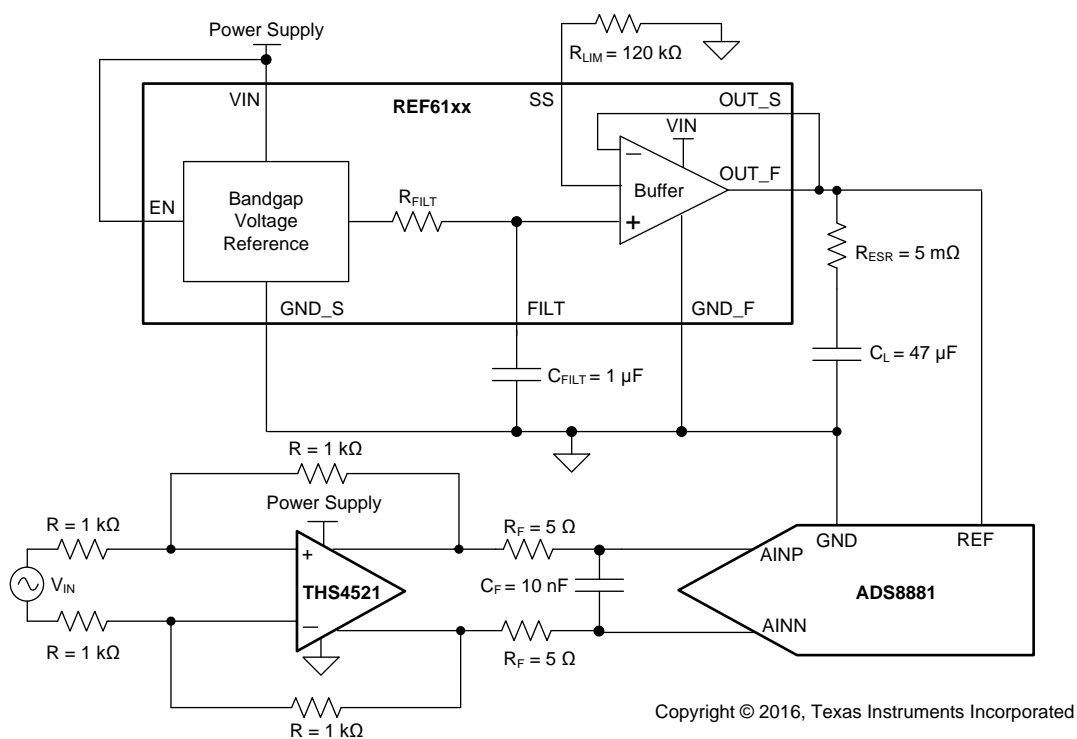 Power Supply
R_LIM = 120 kΩ
REF61xx
VIN
SS
OUT_S
VIN
Bandgap
Voltage
Reference
EN
R_FILT
−
Buffer
+
OUT_F
R_ESR = 5 mΩ
GND_S
FILT
GND_F
C_FILT = 1 µF
C_L = 47 µF
R = 1 kΩ
Power Supply
R = 1 kΩ
R_F = 5 Ω
GND
REF
AINP
+
V_IN
THS4521
C_F = 10 nF
ADS8881
−
AINN
R = 1 kΩ
R_F = 5 Ω
R = 1 kΩ
Copyright © 2016, Texas Instruments Incorporated